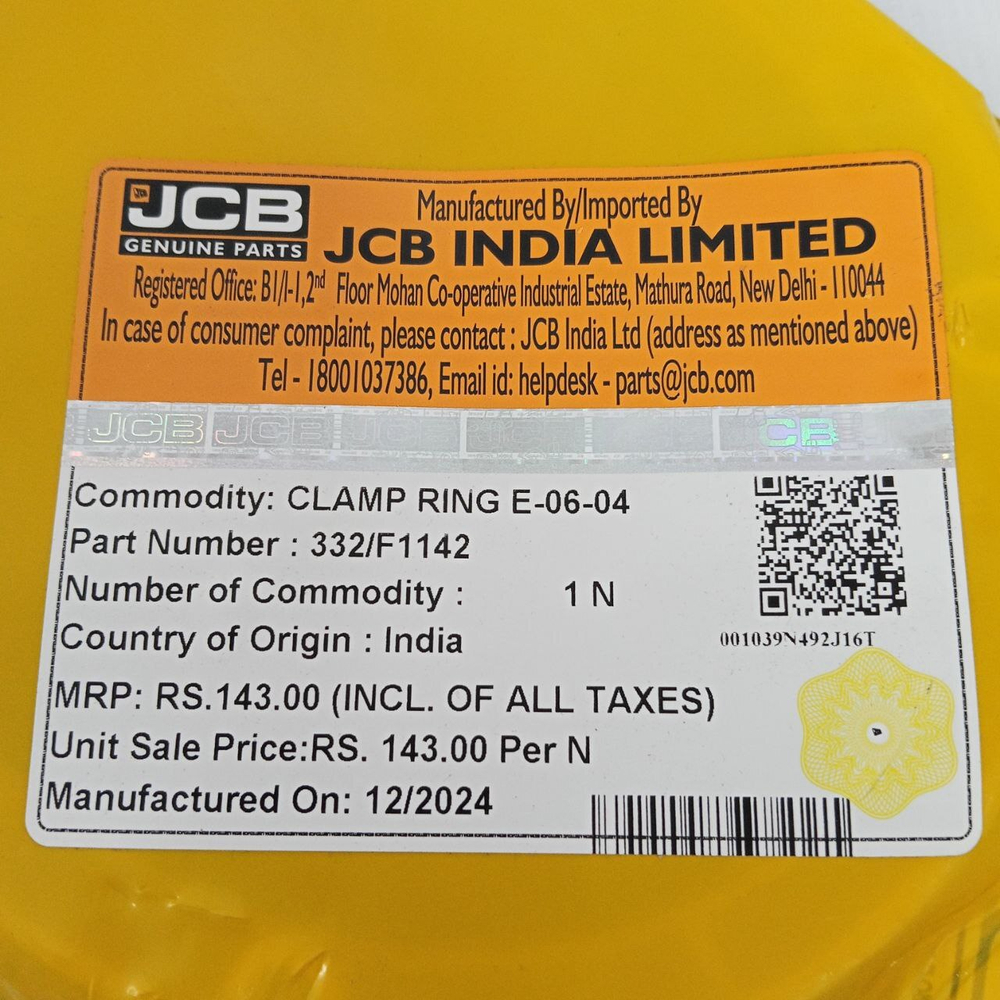 JCB
GENUINE PARTS
Manufactured By/Imported By
JCB INDIA LIMITED
Registered Office: B1/I-1,2nd Floor Mohan Co-operative Industrial Estate, Mathura Road, New Delhi - 110044
In case of consumer complaint, please contact : JCB India Ltd (address as mentioned above)
Tel - 18001037386, Email id: helpdesk - parts@jcb.com
JCB JCB JCB CB
Commodity: CLAMP RING E-06-04
Part Number : 332/F1142
Number of Commodity : 1 N
Country of Origin : India
001039N492J16T
MRP: RS.143.00 (INCL. OF ALL TAXES)
Unit Sale Price:RS. 143.00 Per N
Manufactured On: 12/2024